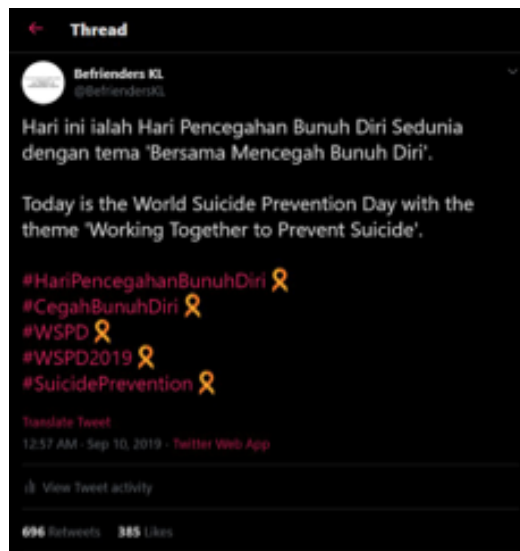 Thread
Befrienders KL
@BefriendersKL
Hari ini ialah Hari Pencegahan Bunuh Diri Sedunia
dengan tema 'Bersama Mencegah Bunuh Diri'.
Today is the World Suicide Prevention Day with the
theme 'Working Together to Prevent Suicide'.
#HariPencegahanBunuhDiri
#CegahBunuhDiri
#WSPD
#WSPD2019
#SuicidePrevention
Translate Tweet
12:57 AM · Sep 10, 2019 · Twitter Web App
View Tweet activity
696 Retweets 385 Likes